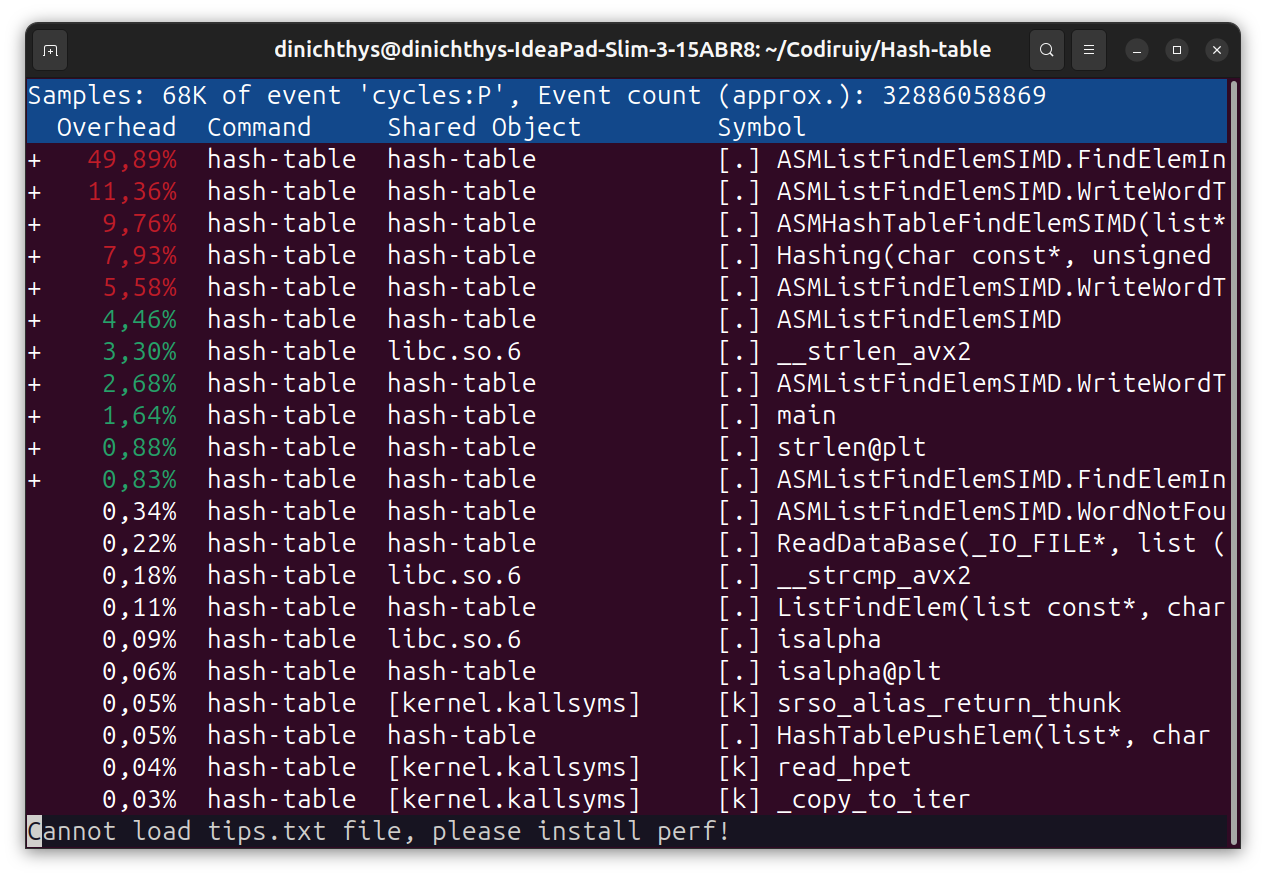 dinichthys@dinichthys-IdeaPad-Slim-3-15ABR8: ~/Codiruiy/Hash-table
Samples: 68K of event 'cycles:P', Event count (approx.): 32886058869
Overhead  Command  Shared Object  Symbol
+ 49,89% hash-table hash-table [.] ASMListFindElemSIMD.FindElemIn
+ 11,36% hash-table hash-table [.] ASMListFindElemSIMD.WriteWordT
+ 9,76% hash-table hash-table [.] ASMHashTableFindElemSIMD(list*
+ 7,93% hash-table hash-table [.] Hashing(char const*, unsigned
+ 5,58% hash-table hash-table [.] ASMListFindElemSIMD.WriteWordT
+ 4,46% hash-table hash-table [.] ASMListFindElemSIMD
+ 3,30% hash-table libc.so.6 [.] __strlen_avx2
+ 2,68% hash-table hash-table [.] ASMListFindElemSIMD.WriteWordT
+ 1,64% hash-table hash-table [.] main
+ 0,88% hash-table hash-table [.] strlen@plt
+ 0,83% hash-table hash-table [.] ASMListFindElemSIMD.FindElemIn
0,34% hash-table hash-table [.] ASMListFindElemSIMD.WordNotFou
0,22% hash-table hash-table [.] ReadDataBase(_IO_FILE*, list (
0,18% hash-table libc.so.6 [.] __strcmp_avx2
0,11% hash-table hash-table [.] ListFindElem(list const*, char
0,09% hash-table libc.so.6 [.] isalpha
0,06% hash-table hash-table [.] isalpha@plt
0,05% hash-table [kernel.kallsyms] [k] srso_alias_return_thunk
0,05% hash-table hash-table [.] HashTablePushElem(list*, char
0,04% hash-table [kernel.kallsyms] [k] read_hpet
0,03% hash-table [kernel.kallsyms] [k] _copy_to_iter
Cannot load tips.txt file, please install perf!